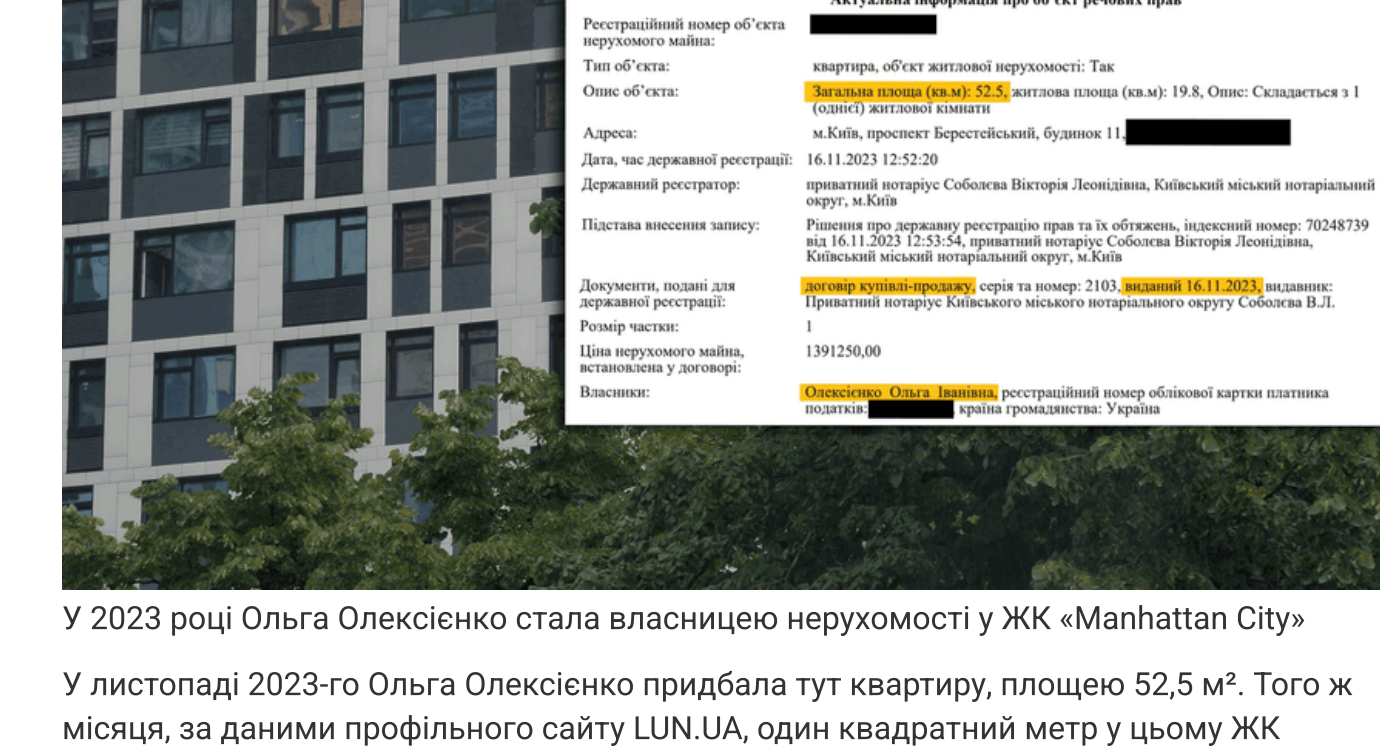 Актуальна інформація про об'єкт речових прав
Реєстраційний номер об'єкта
нерухомого майна:
Тип об'єкта: квартира, об'єкт житлової нерухомості: Так
Опис об'єкта: Загальна площа (кв.м): 52.5, житлова площа (кв.м): 19.8, Опис: Складається з 1
(однієї) житлової кімнати
Адреса: м.Київ, проспект Берестейський, будинок 11,
Дата, час державної реєстрації: 16.11.2023 12:52:20
Державний реєстратор: приватний нотаріус Соболєва Вікторія Леонідівна, Київський міський нотаріальний
округ, м.Київ
Підстава внесення запису: Рішення про державну реєстрацію прав та їх обтяжень, індексний номер: 70248739
від 16.11.2023 12:53:54, приватний нотаріус Соболєва Вікторія Леонідівна,
Київський міський нотаріальний округ, м.Київ
Документи, подані для договір купівлі-продажу, серія та номер: 2103, виданий 16.11.2023, видавник:
державної реєстрації: Приватний нотаріус Київського міського нотаріального округу Соболєва В.Л.
Розмір частки: 1
Ціна нерухомого майна, 1391250,00
встановлена у договорі:
Власники: Олексієнко Ольга Іванівна, реєстраційний номер облікової картки платника
податків: , країна громадянства: Україна
У 2023 році Ольга Олексієнко стала власницею нерухомості у ЖК «Manhattan City»
У листопаді 2023-го Ольга Олексієнко придбала тут квартиру, площею 52,5 м². Того ж
місяця, за даними профільного сайту LUN.UA, один квадратний метр у цьому ЖК